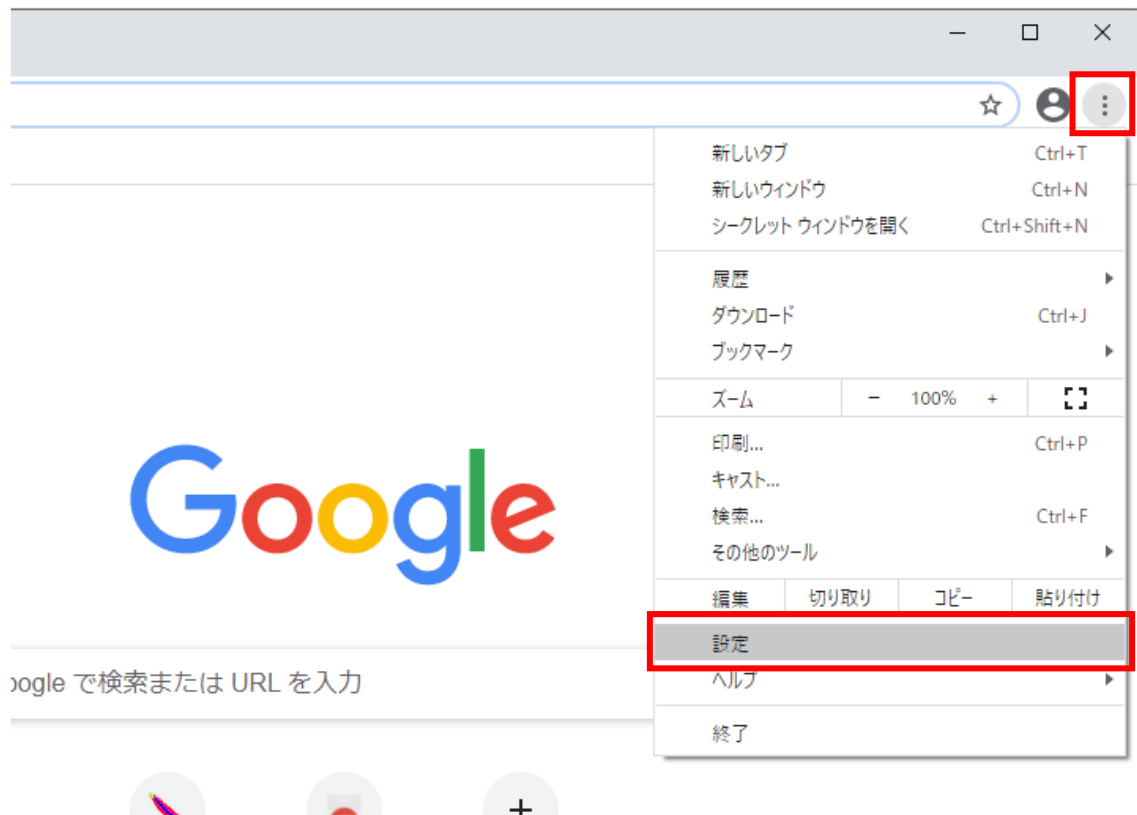 新しいタブ Ctrl+T
新しいウィンドウ Ctrl+N
シークレット ウィンドウを開く Ctrl+Shift+N
履歴
ダウンロード Ctrl+J
ブックマーク
ズーム - 100% +
印刷... Ctrl+P
キャスト...
検索... Ctrl+F
その他のツール
編集 切り取り コピー 貼り付け
設定
ヘルプ
終了
Google
oogle で検索または URL を入力